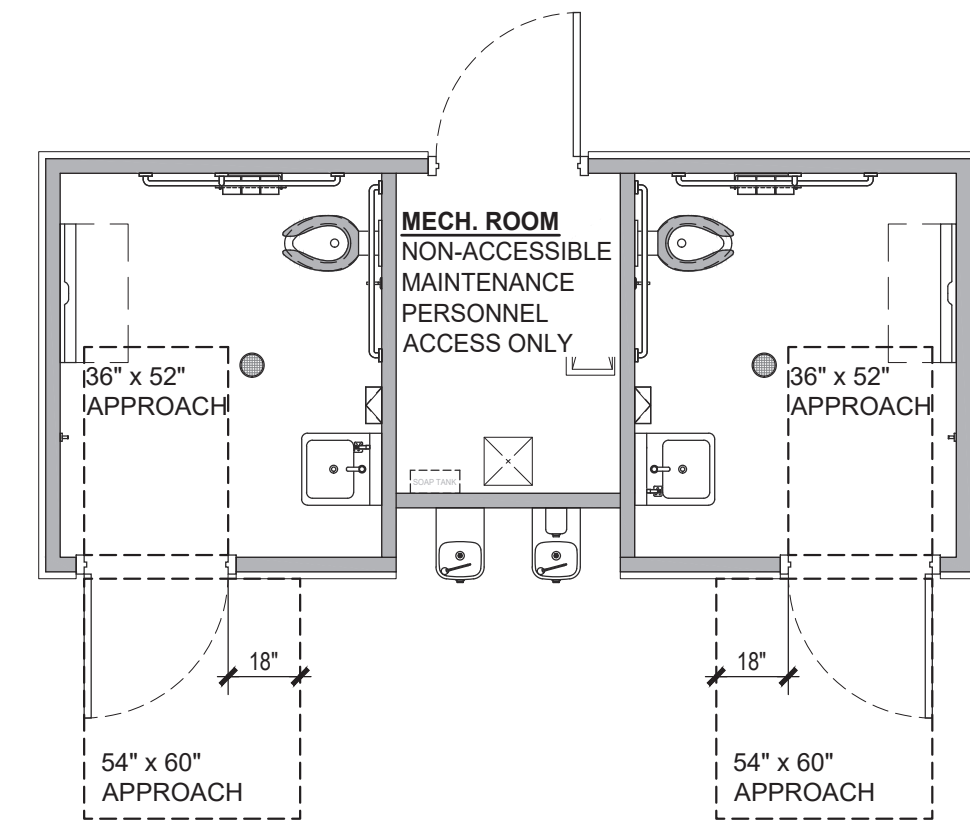 MECH. ROOM
NON-ACCESSIBLE
MAINTENANCE
PERSONNEL
ACCESS ONLY
36" x 52"
APPROACH
36" x 52"
APPROACH
SOAP TANK
18"
18"
54" x 60"
APPROACH
54" x 60"
APPROACH